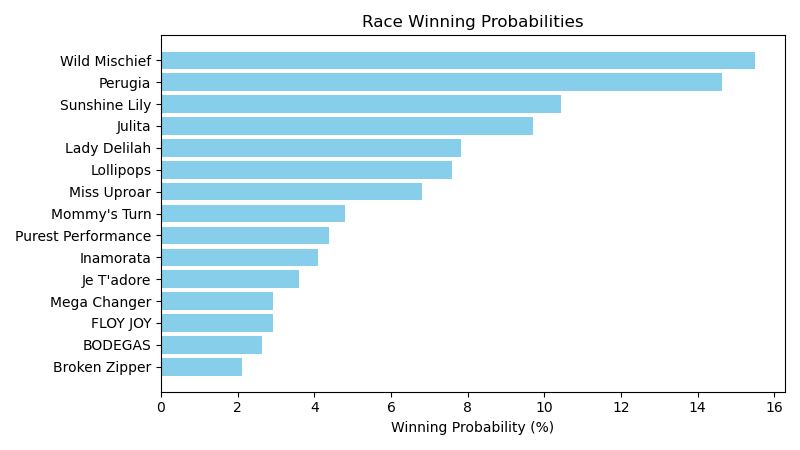 Race Winning Probabilities
Wild Mischief
Perugia
Sunshine Lily
Julita
Lady Delilah
Lollipops
Miss Uproar
Mommy's Turn
Purest Performance
Inamorata
Je T'adore
Mega Changer
FLOY JOY
BODEGAS
Broken Zipper
0 2 4 6 8 10 12 14 16
Winning Probability (%)